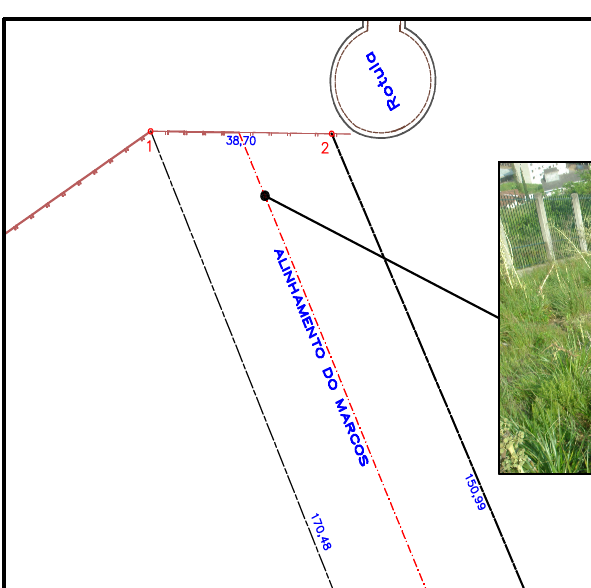 Rotula
1
38,70
2
ALINHAMENTO DO MARCOS
150,99
170,48